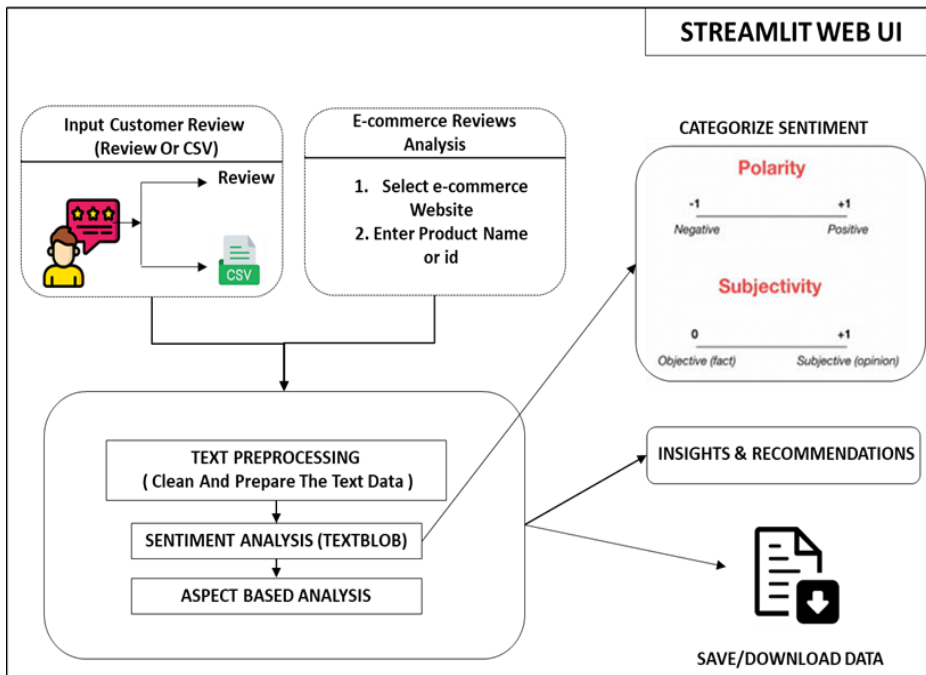 STREAMLIT WEB UI
Input Customer Review
(Review Or CSV)
Review
CSV
E-commerce Reviews
Analysis
1. Select e-commerce
Website
2. Enter Product Name
or id
CATEGORIZE SENTIMENT
Polarity
-1 +1
Negative Positive
Subjectivity
0 +1
Objective (fact) Subjective (opinion)
TEXT PREPROCESSING
( Clean And Prepare The Text Data )
SENTIMENT ANALYSIS (TEXTBLOB)
ASPECT BASED ANALYSIS
INSIGHTS & RECOMMENDATIONS
SAVE/DOWNLOAD DATA